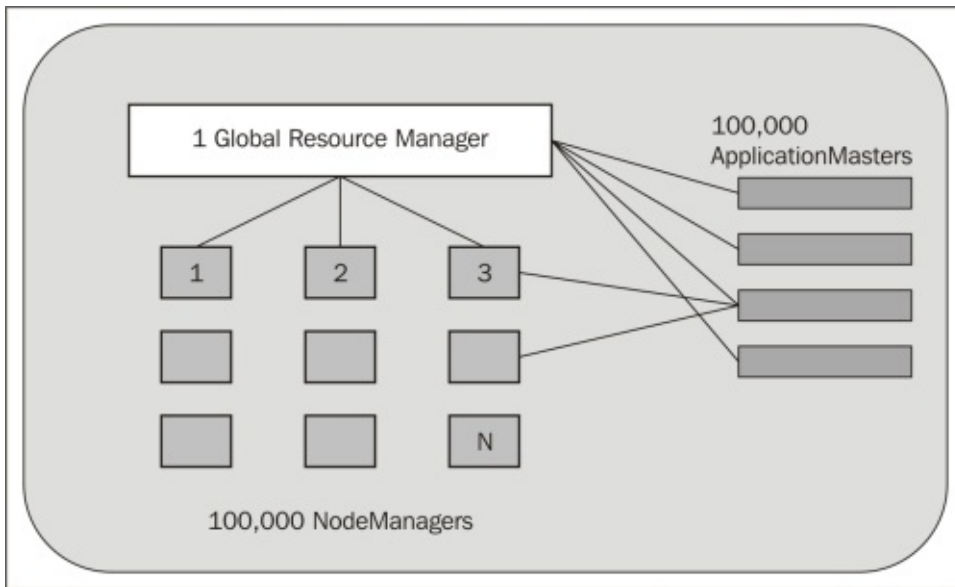 1 Global Resource Manager
100,000
ApplicationMasters
1
2
3
N
100,000 NodeManagers